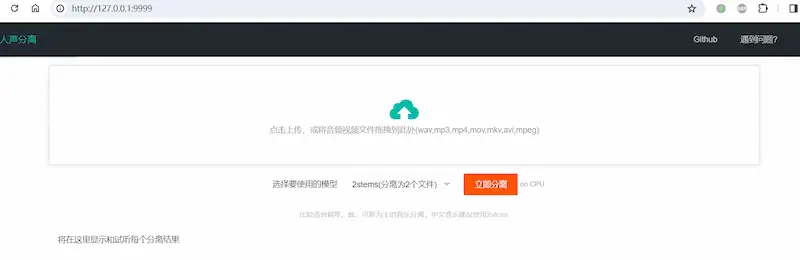 http://127.0.0.1:9999
人声分离 Github 遇到问题?
点击上传，或将音频视频文件拖拽到此处(wav,mp3,mp4,mov,mkv,avi,mpeg)
选择要使用的模型 2stems(分离为2个文件) 立即分离 on CPU
将在这里显示和试听每个分离结果